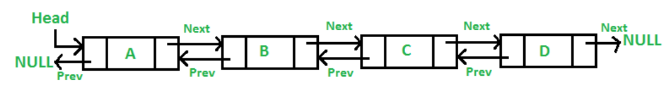 Head
Next Next Next Next
A B C D NULL
NULL
Prev Prev Prev Prev